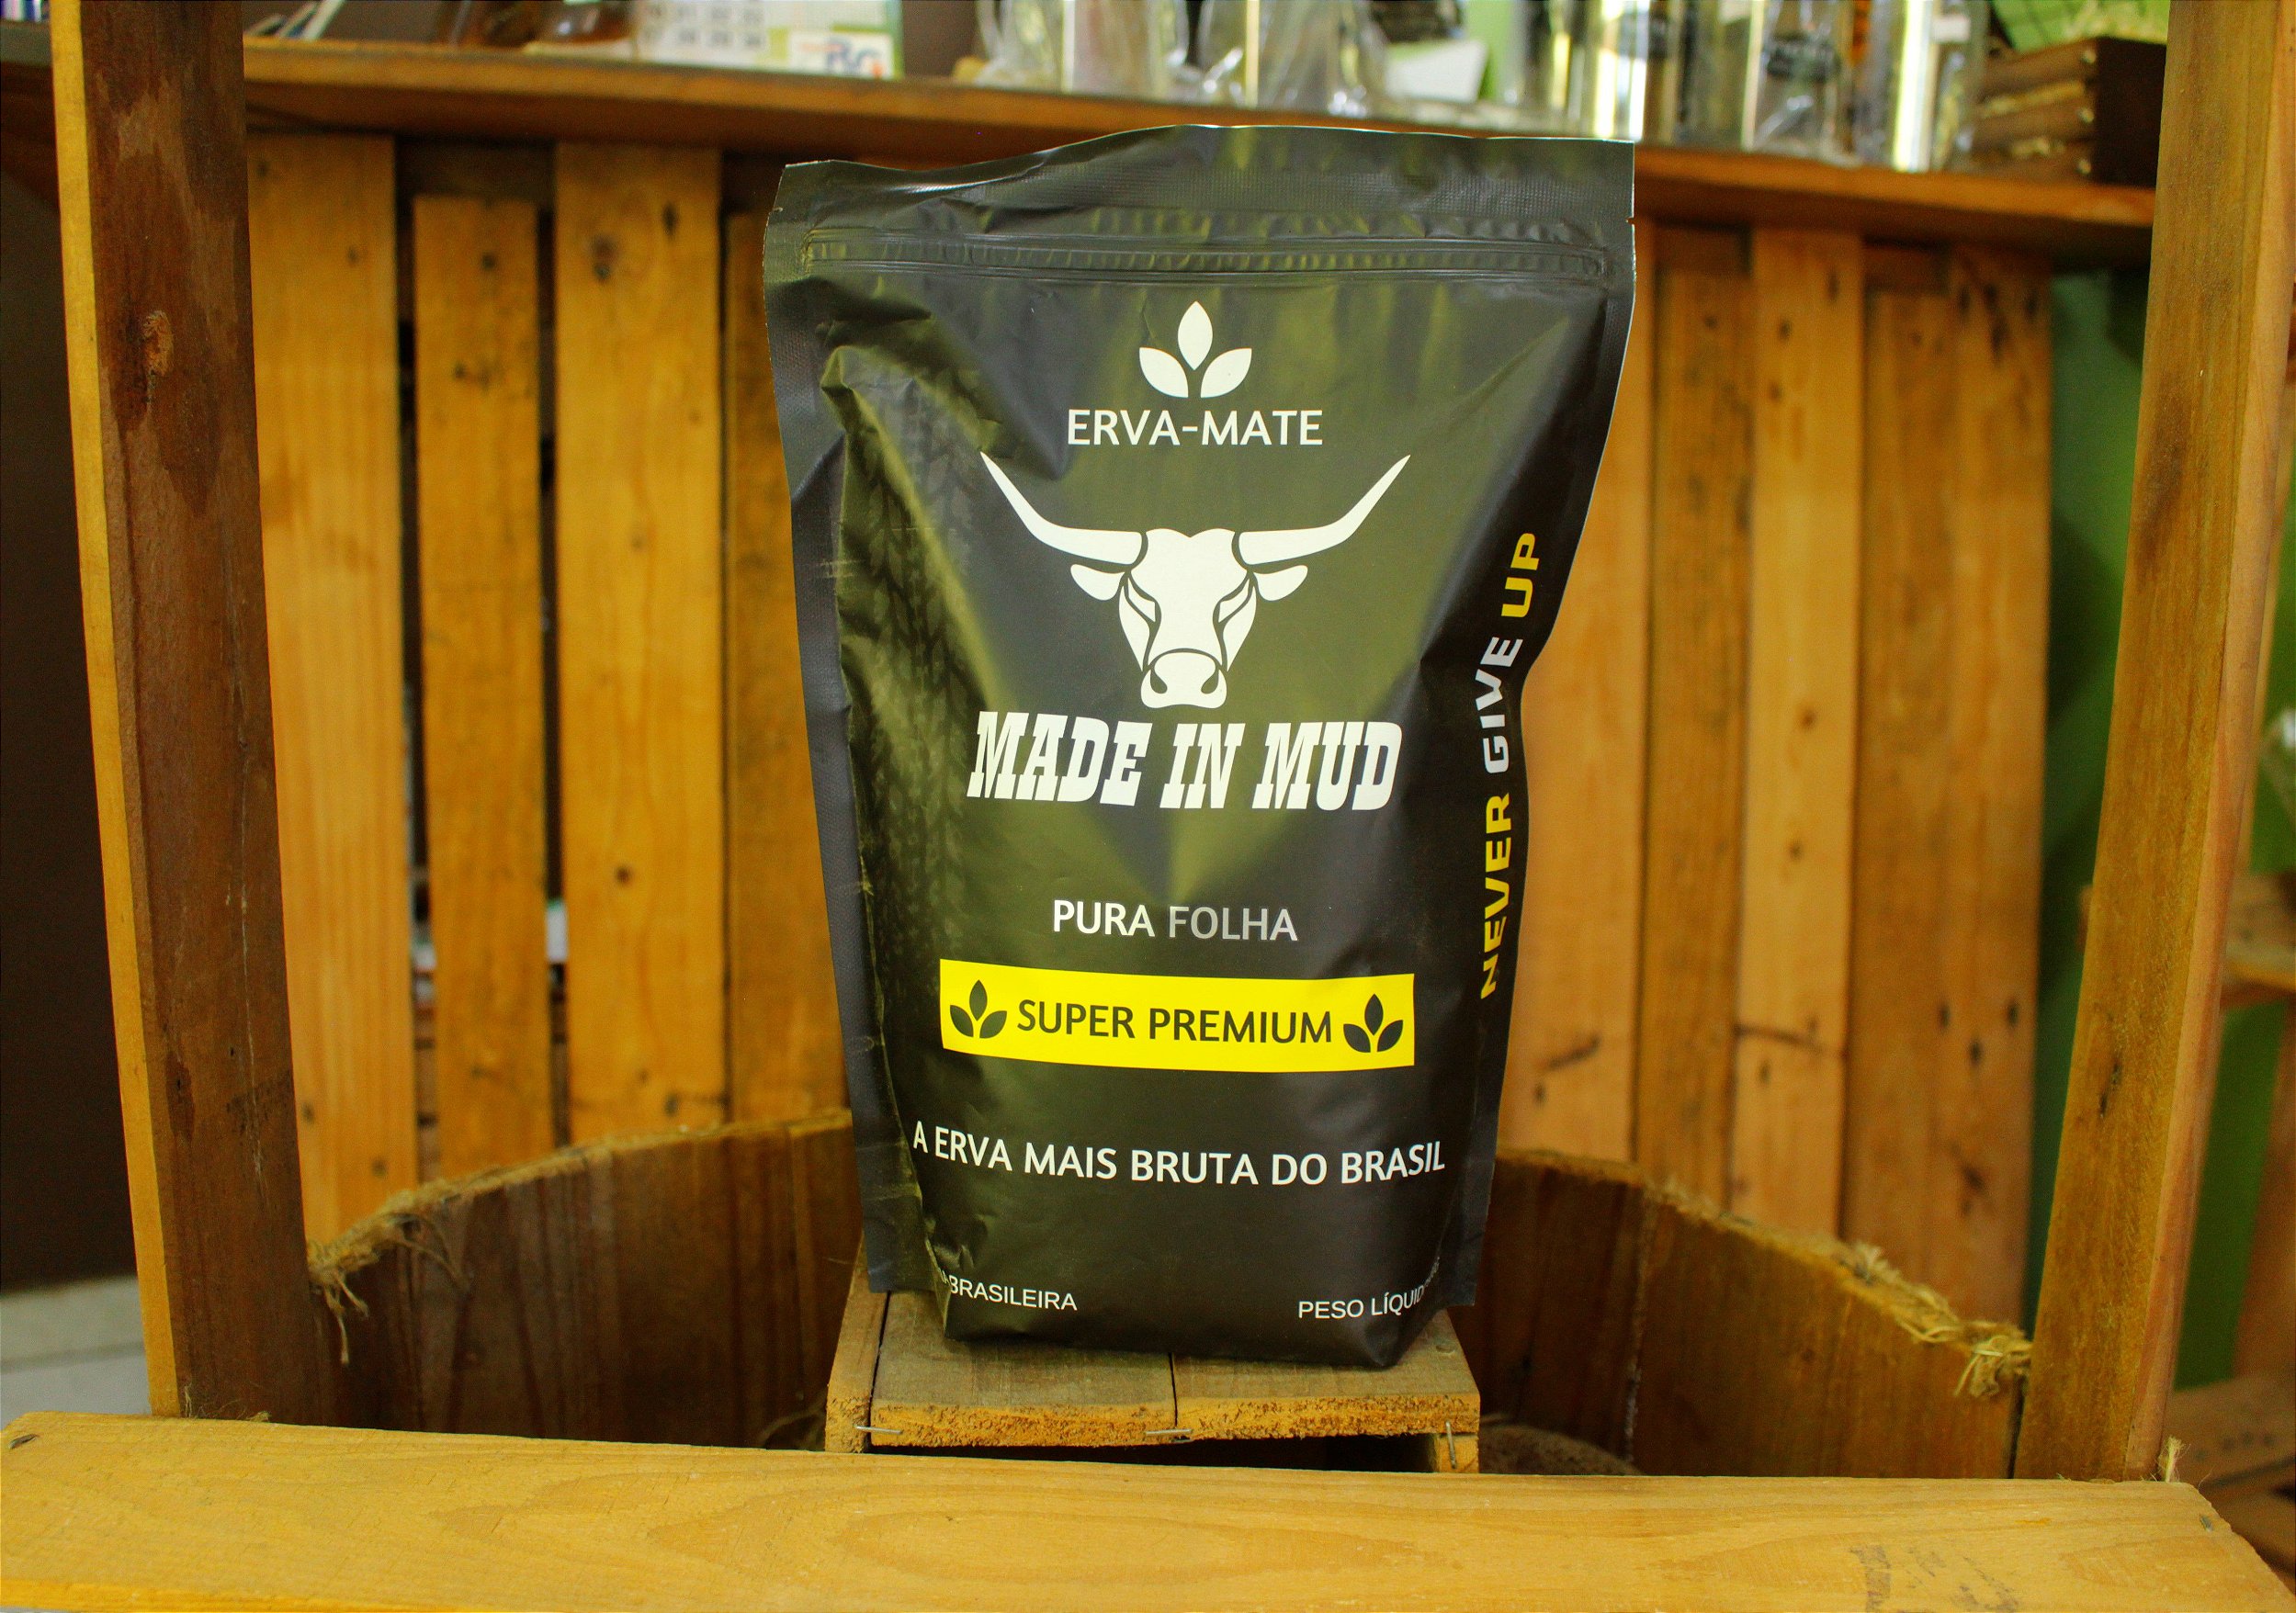 ERVA-MATE
MADE IN MUD
NEVER GIVE UP
PURA FOLHA
SUPER PREMIUM
A ERVA MAIS BRUTA DO BRASIL
BRASILEIRA
PESO